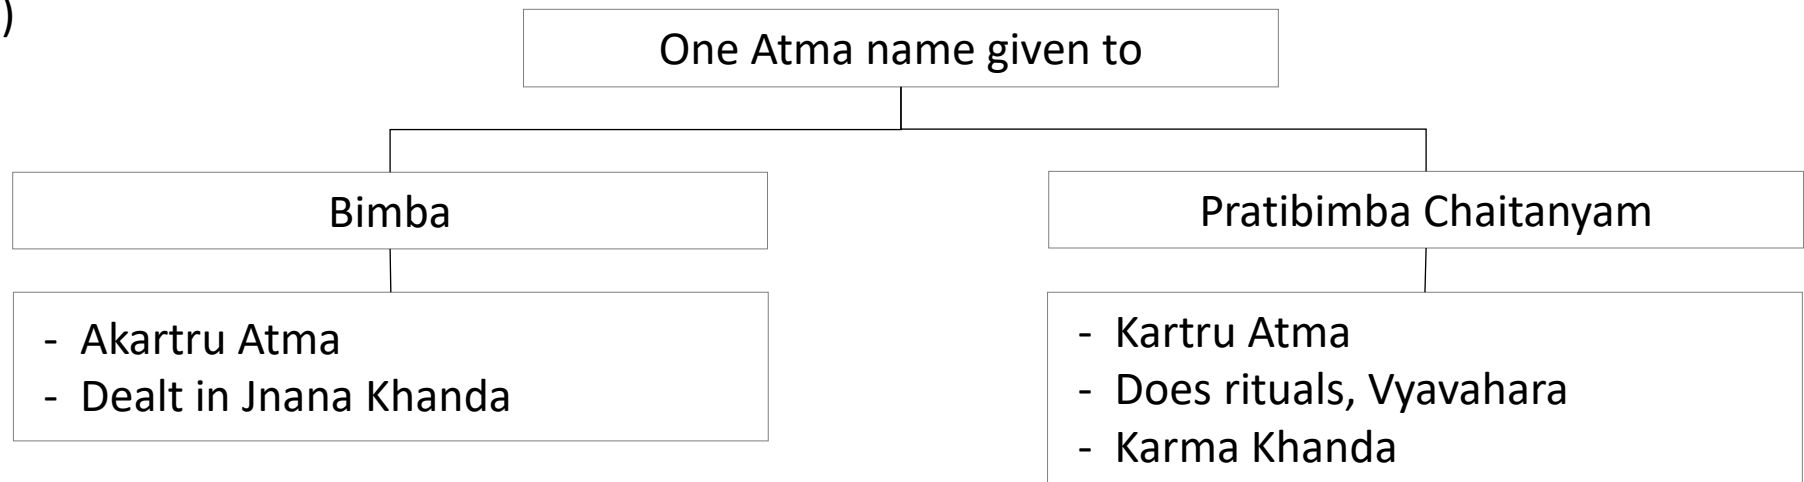 )
One Atma name given to
Bimba
Pratibimba Chaitanyam
- Akartru Atma
- Dealt in Jnana Khanda
- Kartru Atma
- Does rituals, Vyavahara
- Karma Khanda